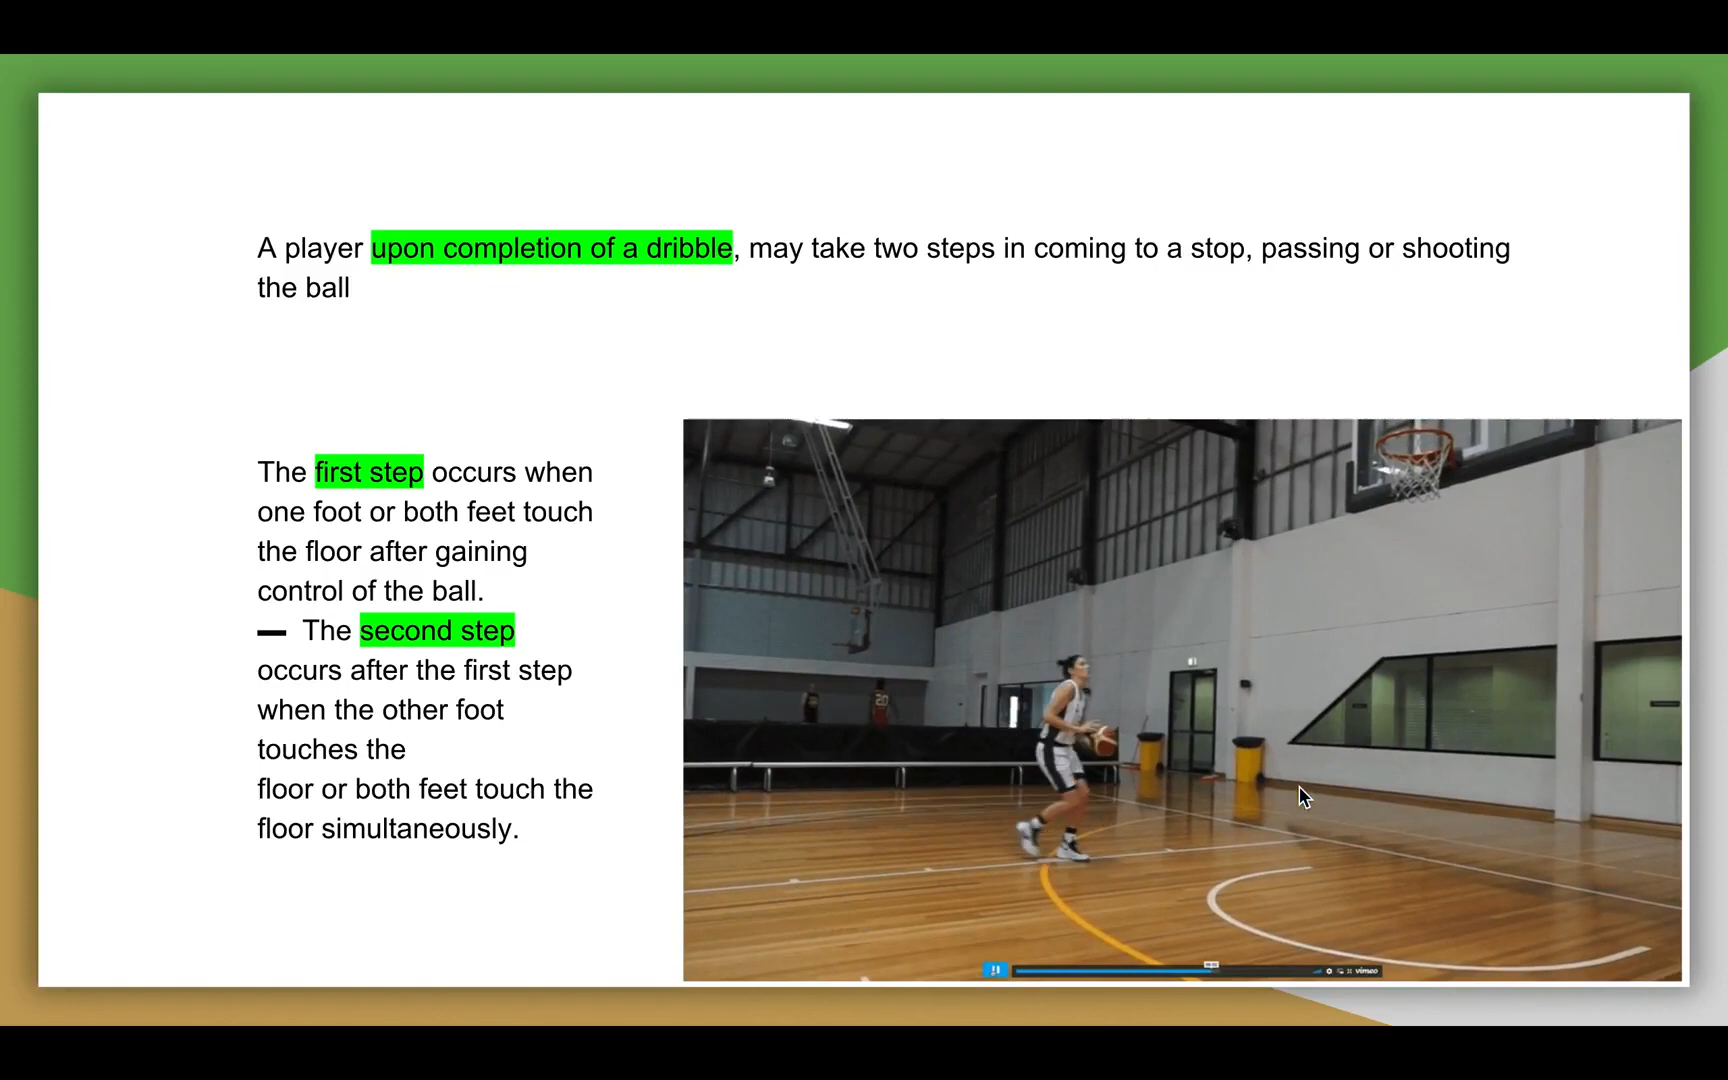 A player upon completion of a dribble, may take two steps in coming to a stop, passing or shooting
the ball
The first step occurs when
one foot or both feet touch
the floor after gaining
control of the ball.
— The second step
occurs after the first step
when the other foot
touches the
floor or both feet touch the
floor simultaneously.
20
vimeo